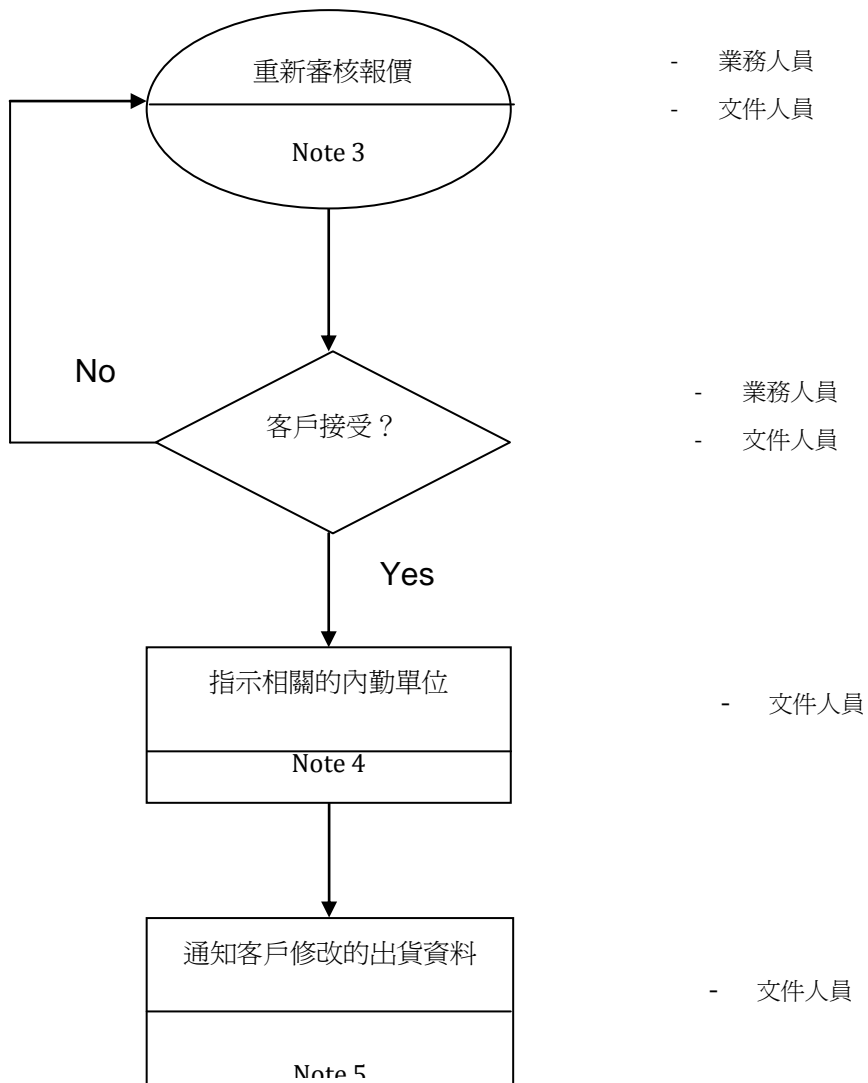 重新審核報價
- 業務人員
- 文件人員
Note 3
No
客戶接受？
- 業務人員
- 文件人員
Yes
指示相關的內勤單位
- 文件人員
Note 4
通知客戶修改的出貨資料
- 文件人員
Note 5